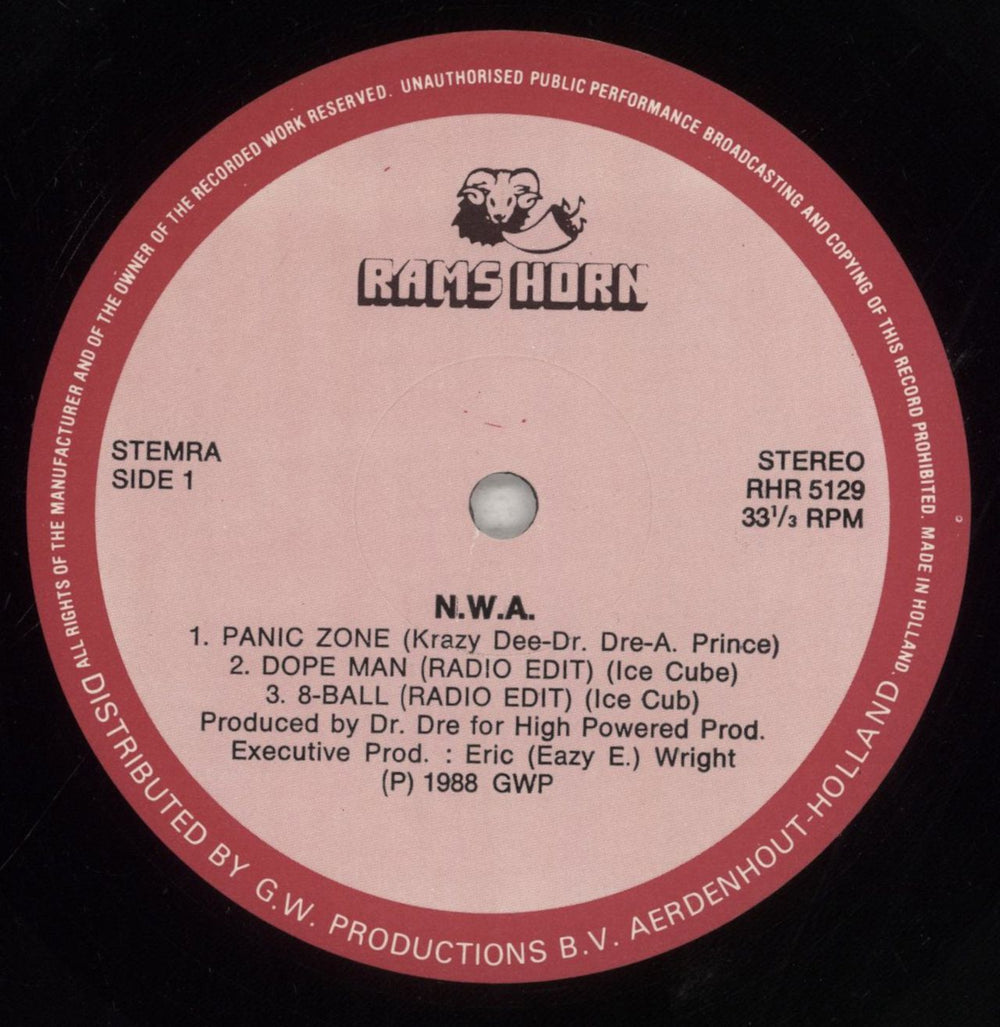 ALL RIGHTS OF THE MANUFACTURER AND OF THE OWNER OF THE RECORDED WORK RESERVED. UNAUTHORISED PUBLIC PERFORMANCE BROADCASTING AND COPYING OF THIS RECORD PROHIBITED. MADE IN HOLLAND.
RAMS HORN
STEMRA
SIDE 1
STEREO
RHR 5129
33 1/3 RPM
N.W.A.
1. PANIC ZONE (Krazy Dee-Dr. Dre-A. Prince)
2. DOPE MAN (RADIO EDIT) (Ice Cube)
3. 8-BALL (RADIO EDIT) (Ice Cub)
Produced by Dr. Dre for High Powered Prod.
Executive Prod. : Eric (Eazy E.) Wright
(P) 1988 GWP
DISTRIBUTED BY G.W. PRODUCTIONS B.V. AERDENHOUT-HOLLAND